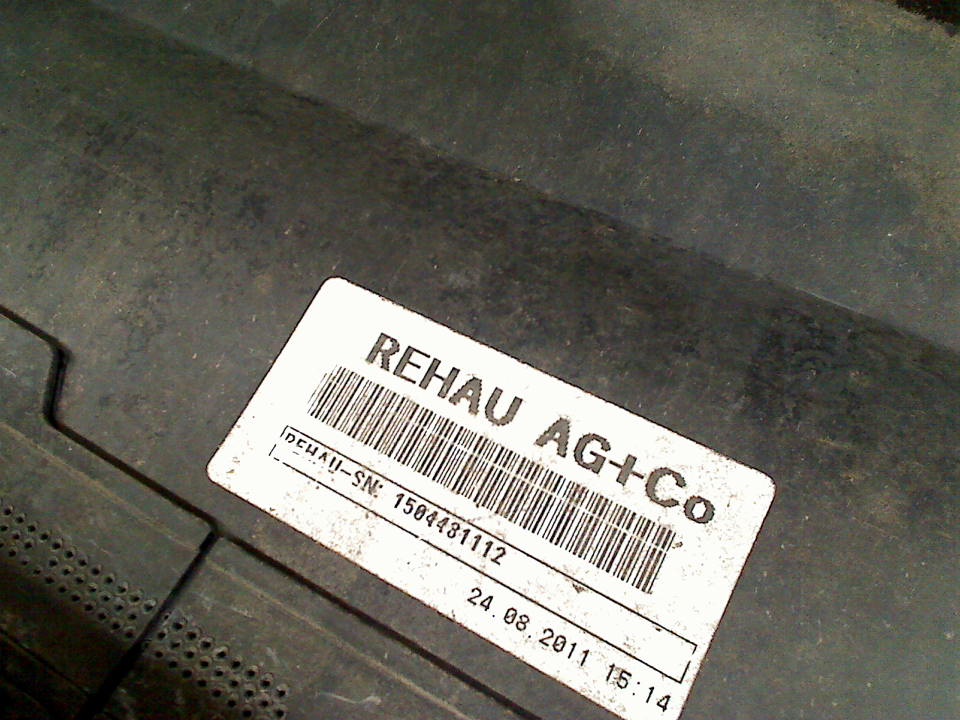 REHAU AG+Co
REHAU-SN: 1504481112
24.08.2011 15:14